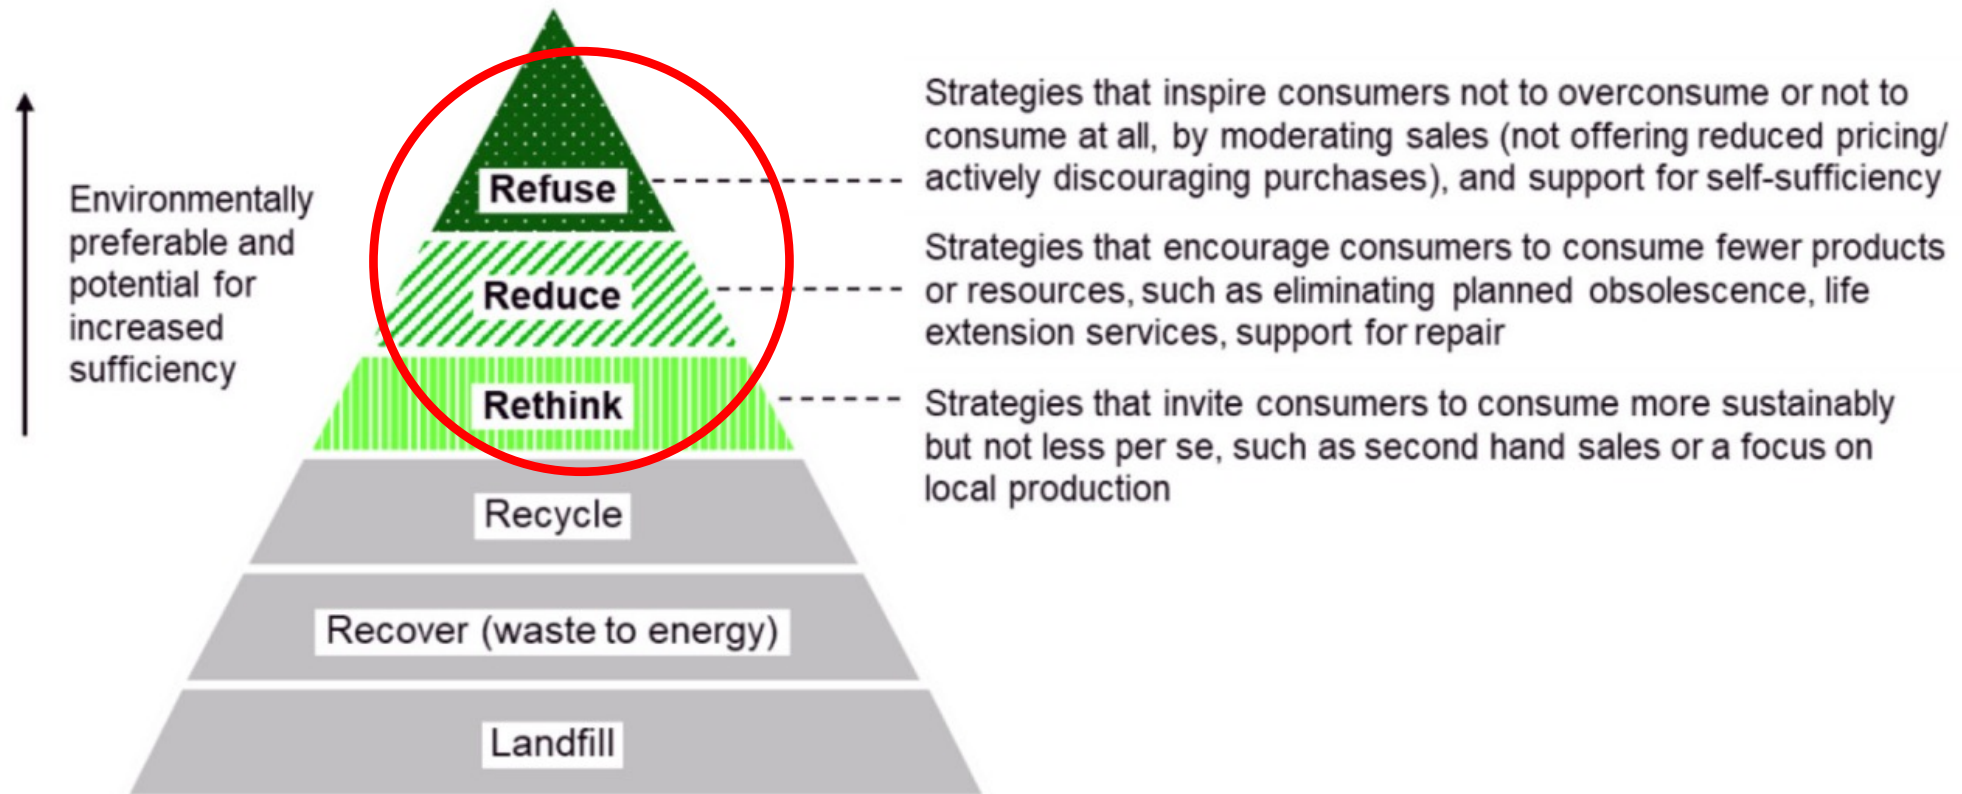 Environmentally
preferable and
potential for
increased
sufficiency
Refuse
Strategies that inspire consumers not to overconsume or not to
consume at all, by moderating sales (not offering reduced pricing/
actively discouraging purchases), and support for self-sufficiency
Reduce
Strategies that encourage consumers to consume fewer products
or resources, such as eliminating planned obsolescence, life
extension services, support for repair
Rethink
Strategies that invite consumers to consume more sustainably
but not less per se, such as second hand sales or a focus on
local production
Recycle
Recover (waste to energy)
Landfill